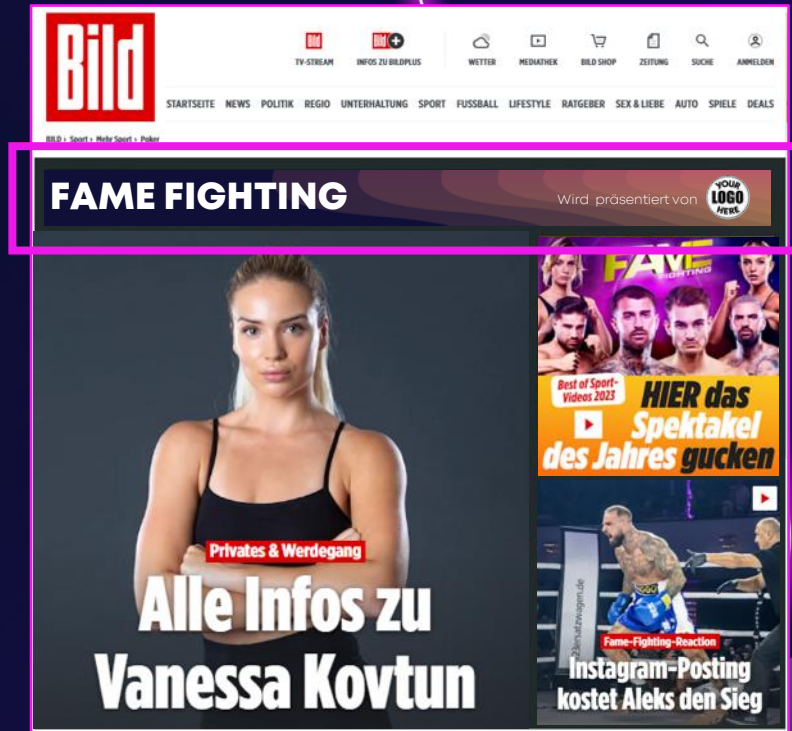 Bild
Bild
Bild
TV-STREAM
INFOS ZU BILDPLUS
WETTER
MEDIATHEK
BILD SHOP
ZEITUNG
SUCHE
ANMELDEN
STARTSEITE NEWS POLITIK REGIO UNTERHALTUNG SPORT FUSSBALL LIFESTYLE RATGEBER SEX & LIEBE AUTO SPIELE DEALS
BILD › Sport › Mehr Sport › Poker
FAME FIGHTING
Wird präsentiert von
YOUR
LOGO
HERE
Privates & Werdegang
Alle Infos zu
Vanessa Kovtun
FAME
FIGHTING
Best of Sport-
Videos 2023
HIER das
Spektakel
des Jahres gucken
Fame-Fighting-Reaction
Instagram-Posting
kostet Aleks den Sieg